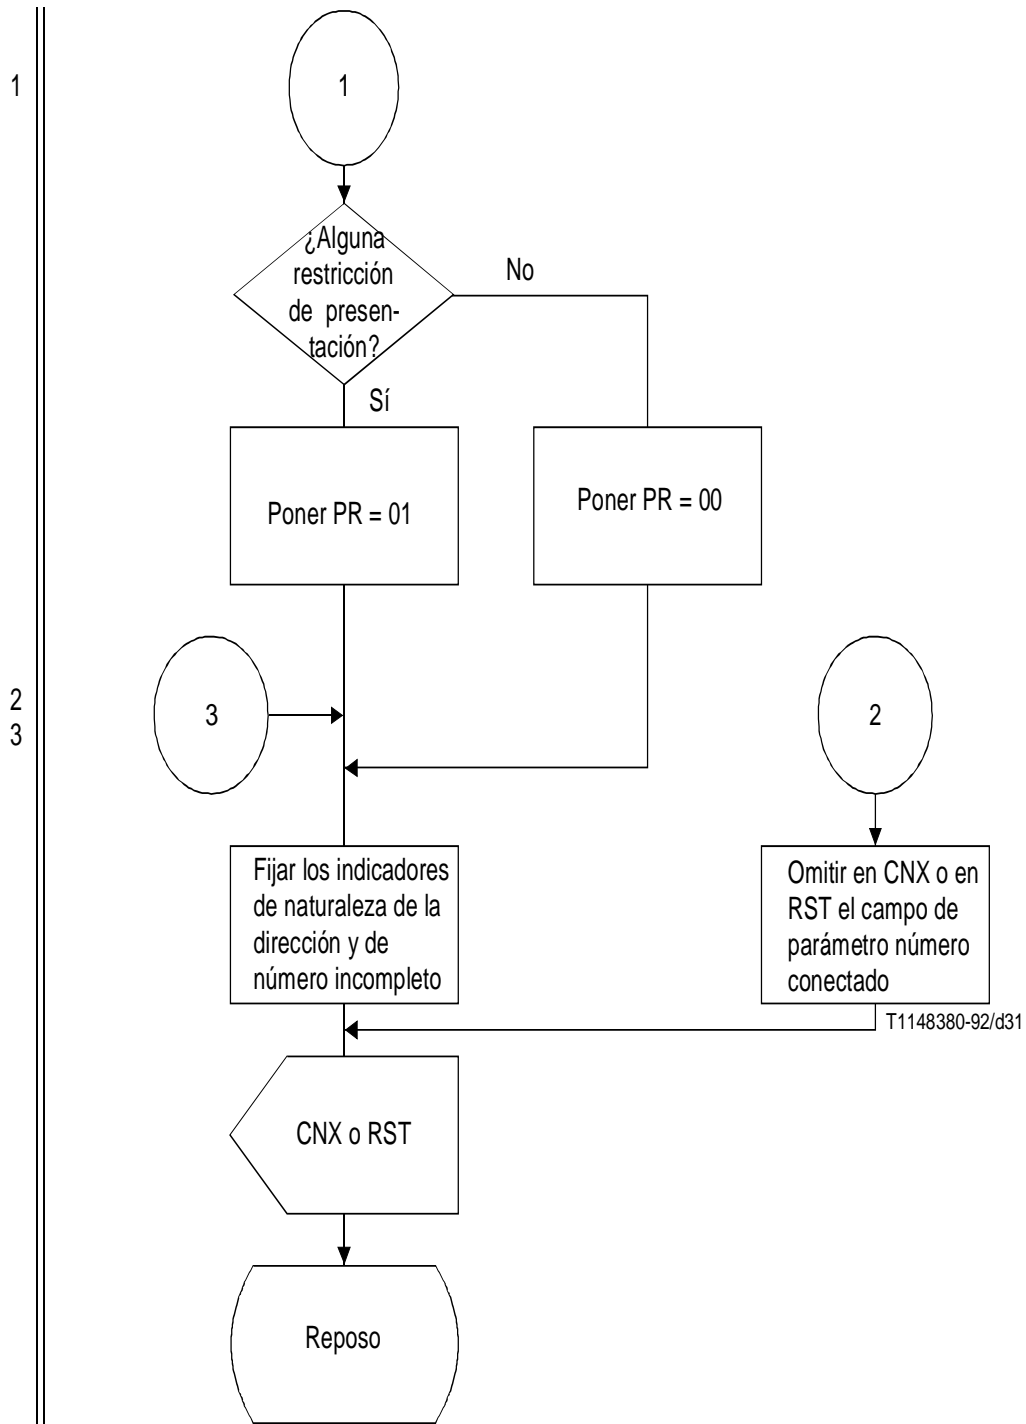 1
1
¿Alguna
restricción
de presen-
tación?
No
Sí
Poner PR = 01
Poner PR = 00
2
3
3
2
Fijar los indicadores
de naturaleza de la
dirección y de
número incompleto
Omitir en CNX o en
RST el campo de
parámetro número
conectado
T1148380-92/d31
CNX o RST
Reposo